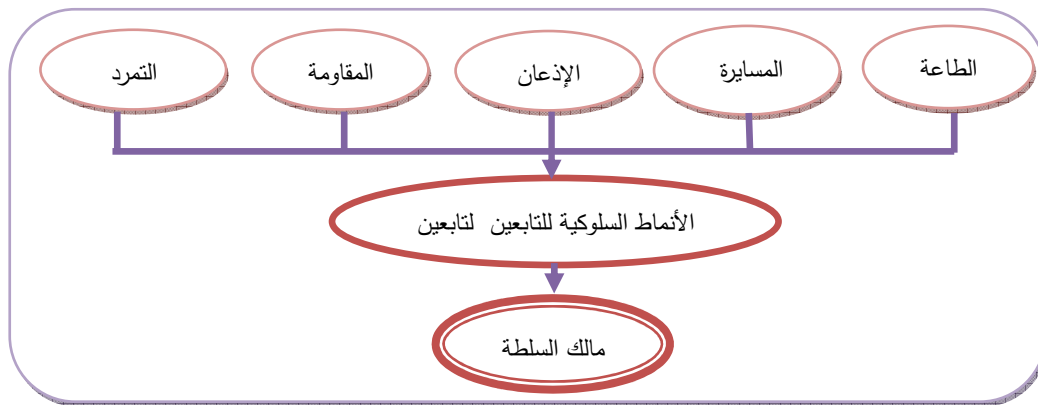 الطاعة
المسايرة
الإذعان
المقاومة
التمرد
الأنماط السلوكية للتابعين لتابعين
مالك السلطة